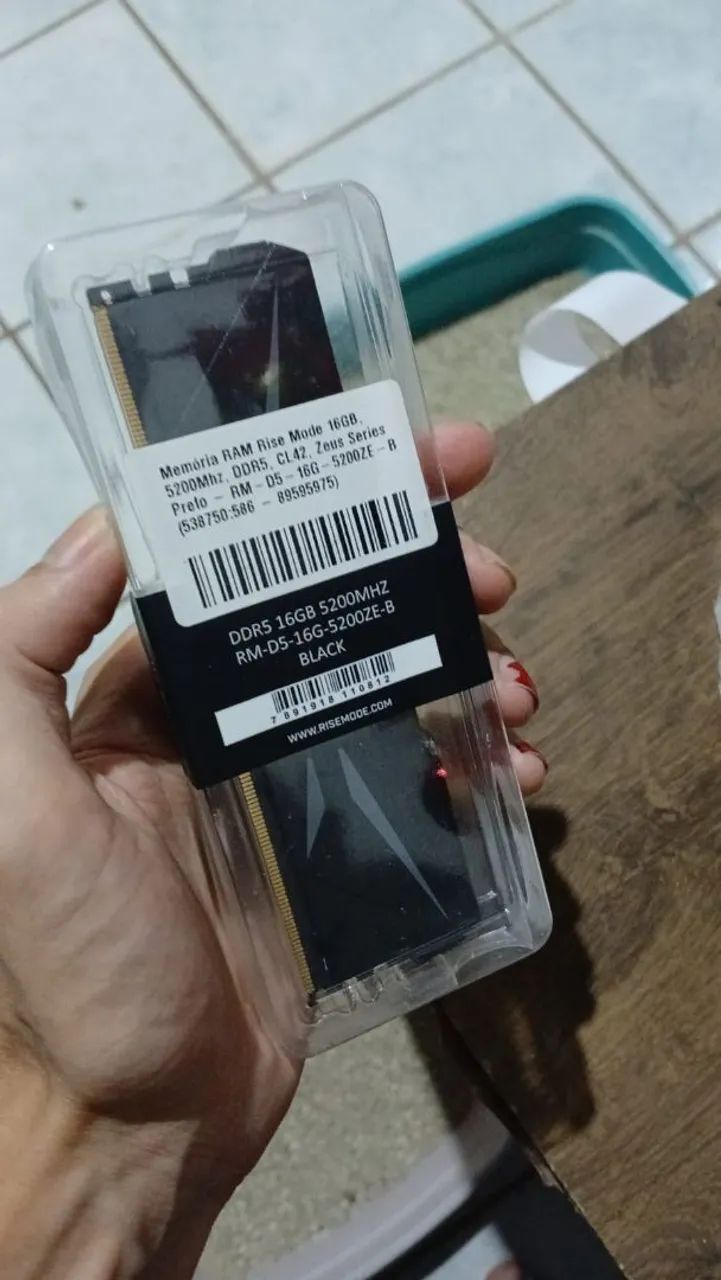 Memória RAM Rise Mode 16GB,
5200Mhz, DDR5, CL42, Zeus Series
Preto - RM-D5-16G-5200ZE-B
(538750:586 - 89595975)
DDR5 16GB 5200MHZ
RM-D5-16G-5200ZE-B
BLACK
7 891918 110812
WWW.RISEMODE.COM